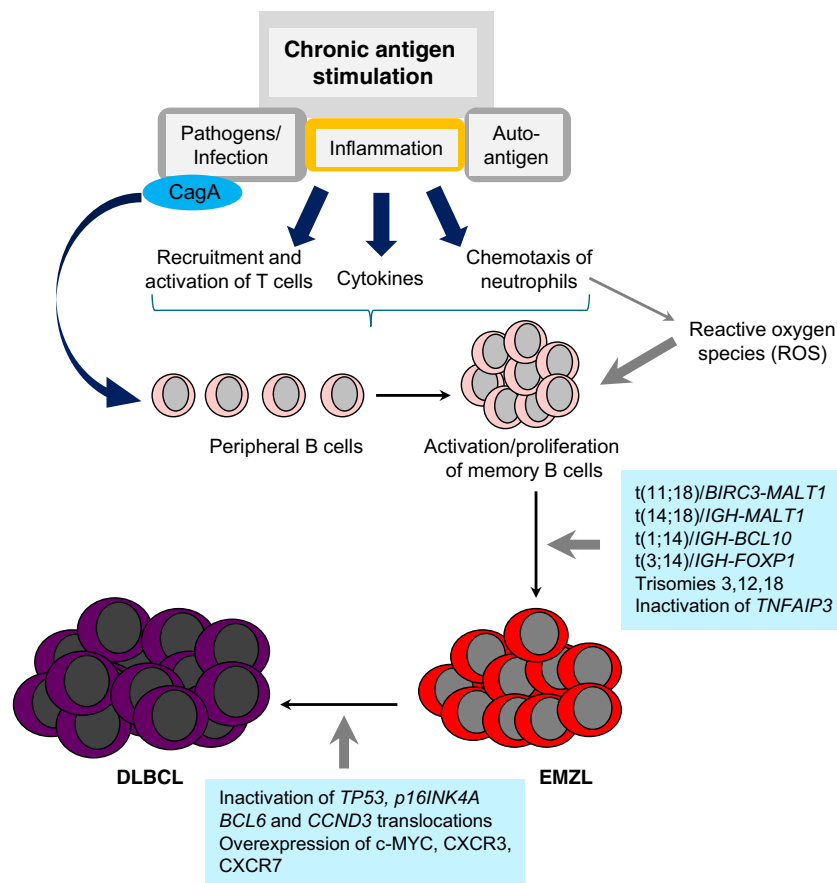 Chronic antigen
stimulation
Pathogens/
Infection
Inflammation
Auto-
antigen
CagA
Recruitment and
activation of T cells
Cytokines
Chemotaxis of
neutrophils
Reactive oxygen
species (ROS)
Peripheral B cells
Activation/proliferation
of memory B cells
t(11;18)/BIRC3-MALT1
t(14;18)/IGH-MALT1
t(1;14)/IGH-BCL10
t(3;14)/IGH-FOXP1
Trisomies 3,12,18
Inactivation of TNFAIP3
DLBCL
EMZL
Inactivation of TP53, p16INK4A
BCL6 and CCND3 translocations
Overexpression of c-MYC, CXCR3,
CXCR7